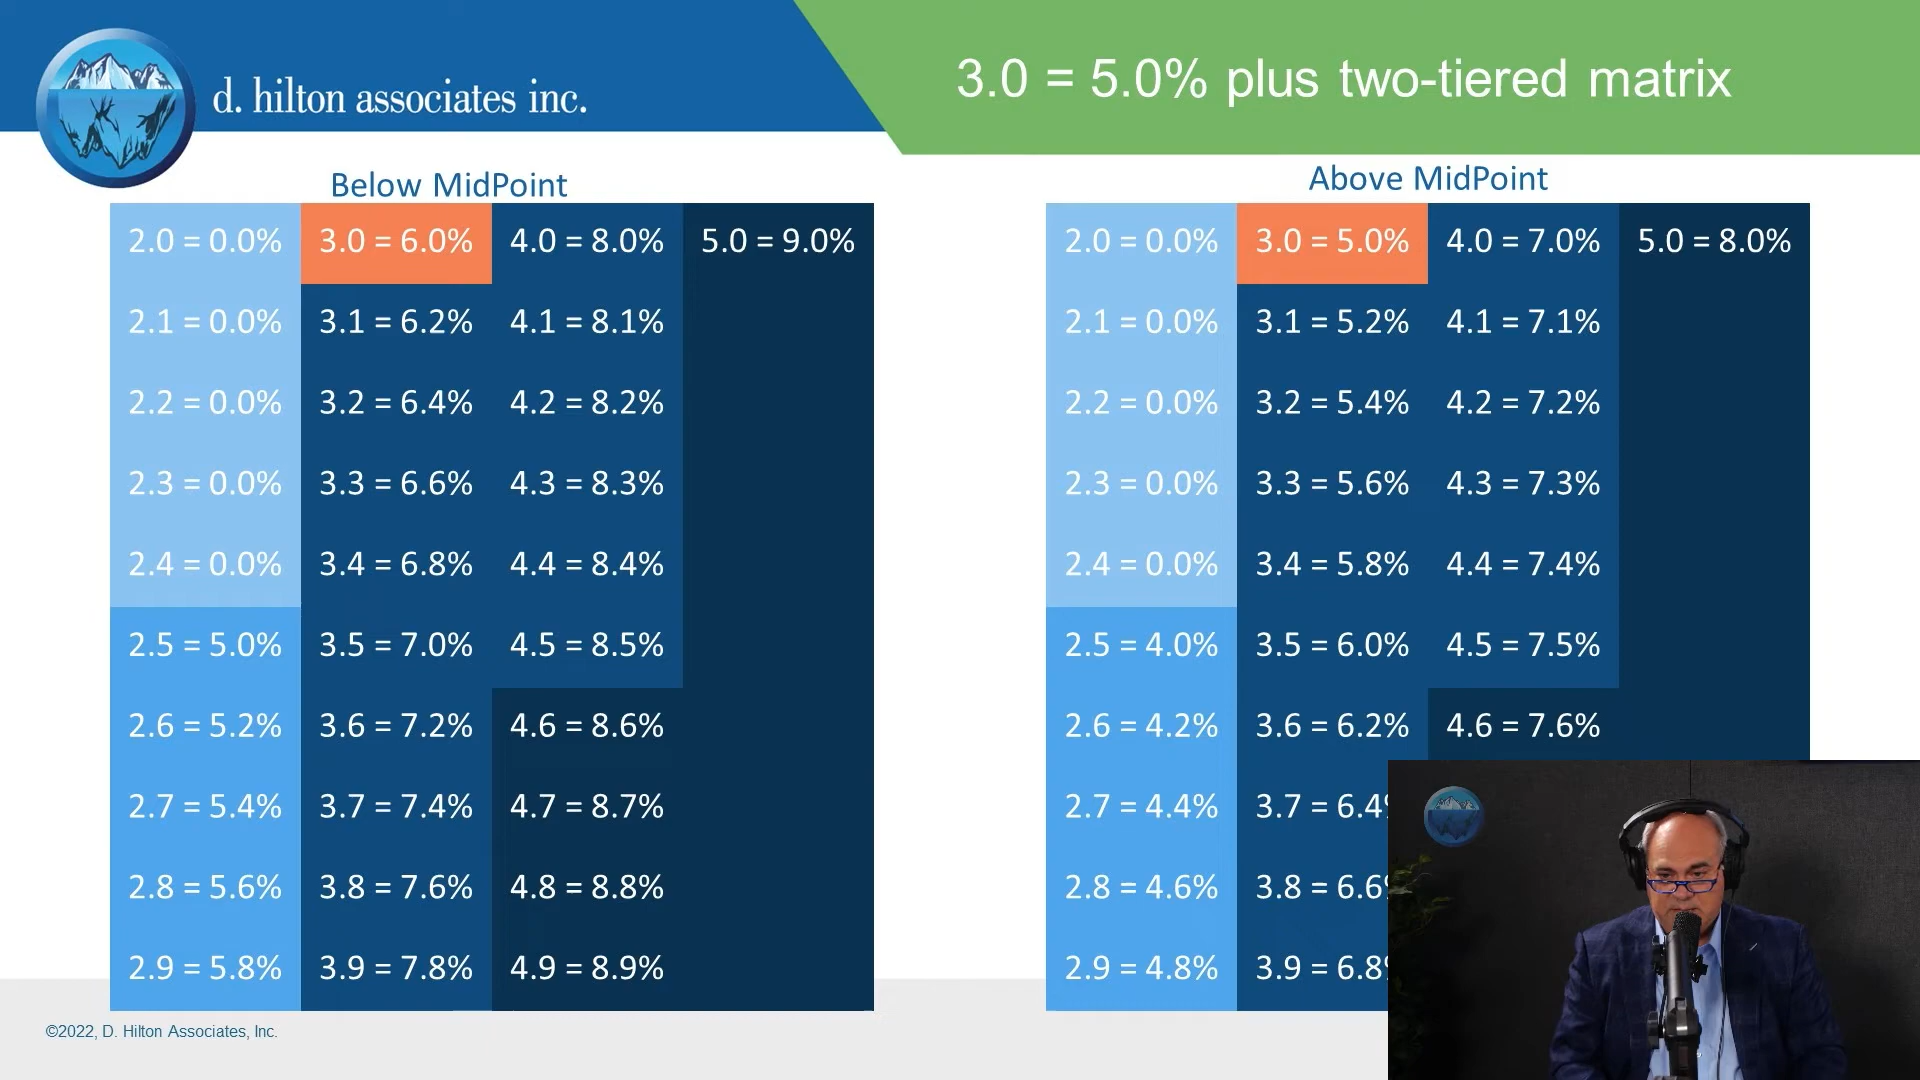 d. hilton associates inc.
3.0 = 5.0% plus two-tiered matrix
Below MidPoint
2.0 = 0.0% 3.0 = 6.0% 4.0 = 8.0% 5.0 = 9.0%
2.1 = 0.0% 3.1 = 6.2% 4.1 = 8.1%
2.2 = 0.0% 3.2 = 6.4% 4.2 = 8.2%
2.3 = 0.0% 3.3 = 6.6% 4.3 = 8.3%
2.4 = 0.0% 3.4 = 6.8% 4.4 = 8.4%
2.5 = 5.0% 3.5 = 7.0% 4.5 = 8.5%
2.6 = 5.2% 3.6 = 7.2% 4.6 = 8.6%
2.7 = 5.4% 3.7 = 7.4% 4.7 = 8.7%
2.8 = 5.6% 3.8 = 7.6% 4.8 = 8.8%
2.9 = 5.8% 3.9 = 7.8% 4.9 = 8.9%
Above MidPoint
2.0 = 0.0% 3.0 = 5.0% 4.0 = 7.0% 5.0 = 8.0%
2.1 = 0.0% 3.1 = 5.2% 4.1 = 7.1%
2.2 = 0.0% 3.2 = 5.4% 4.2 = 7.2%
2.3 = 0.0% 3.3 = 5.6% 4.3 = 7.3%
2.4 = 0.0% 3.4 = 5.8% 4.4 = 7.4%
2.5 = 4.0% 3.5 = 6.0% 4.5 = 7.5%
2.6 = 4.2% 3.6 = 6.2% 4.6 = 7.6%
2.7 = 4.4% 3.7 = 6.4
2.8 = 4.6% 3.8 = 6.6
2.9 = 4.8% 3.9 = 6.8
©2022, D. Hilton Associates, Inc.